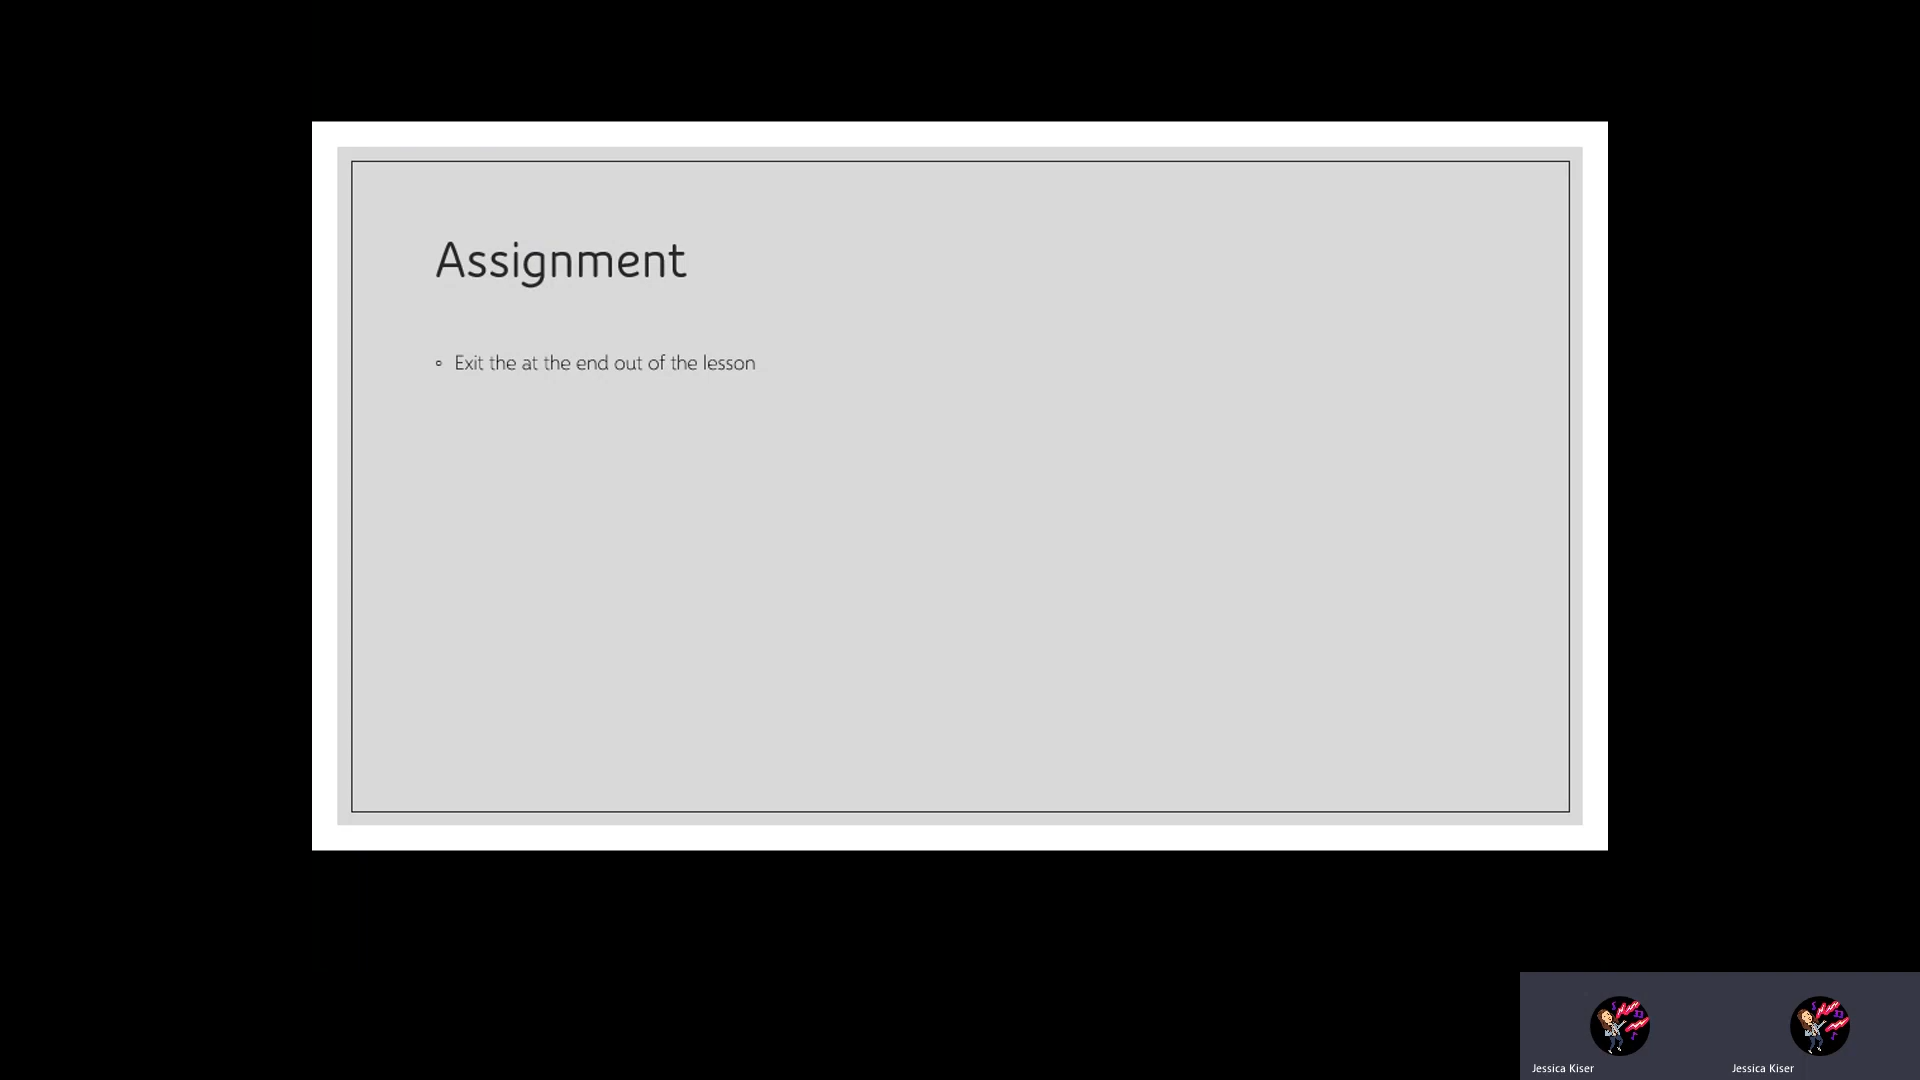 Assignment
Exit the at the end out of the lesson
Jessica Kiser
Jessica Kiser